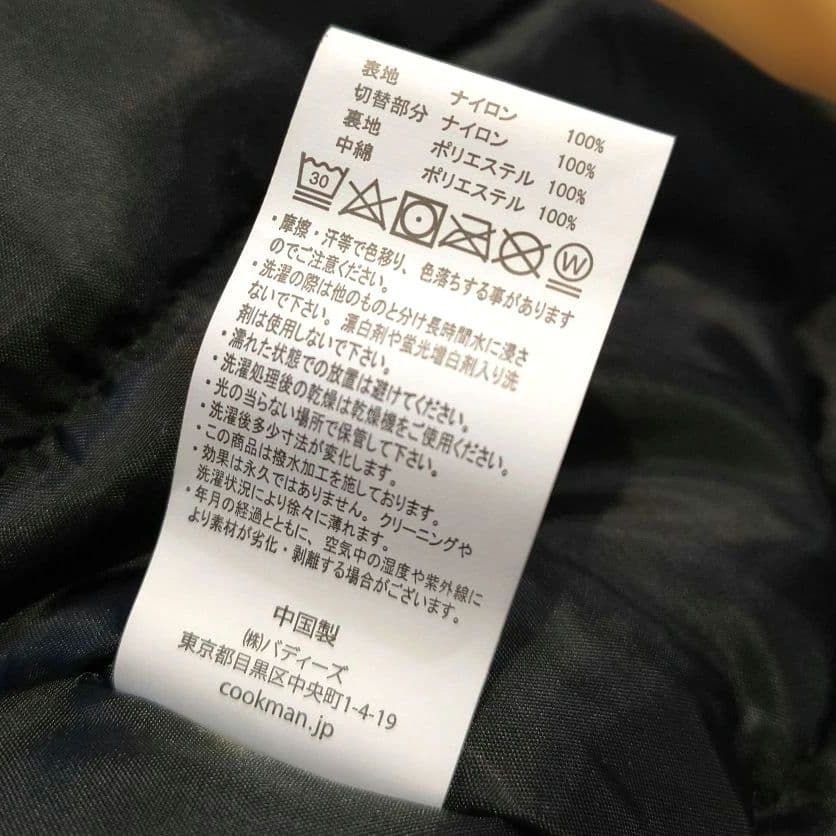 表地 ナイロン 100%
切替部分 ナイロン 100%
裏地 ポリエステル 100%
中綿 ポリエステル 100%
30 W
・摩擦・汗等で色移り、色落ちする事があります
のでご注意ください。
・洗濯の際は他のものと分け長時間水に浸さ
ないで下さい。漂白剤や蛍光増白剤入り洗
剤は使用しないで下さい。
・濡れた状態での放置は避けてください。
・洗濯処理後の乾燥は乾燥機をご使用ください。
・光の当らない場所で保管して下さい。
・洗濯後多少寸法が変化します。
・この商品は撥水加工を施しております。
・効果は永久ではありません。クリーニングや
洗濯状況により徐々に薄れます。
・年月の経過とともに、空気中の湿度や紫外線に
より素材が劣化・剥離する場合がございます。
中国製
㈱バディーズ
東京都目黒区中央町1-4-19
cookman.jp